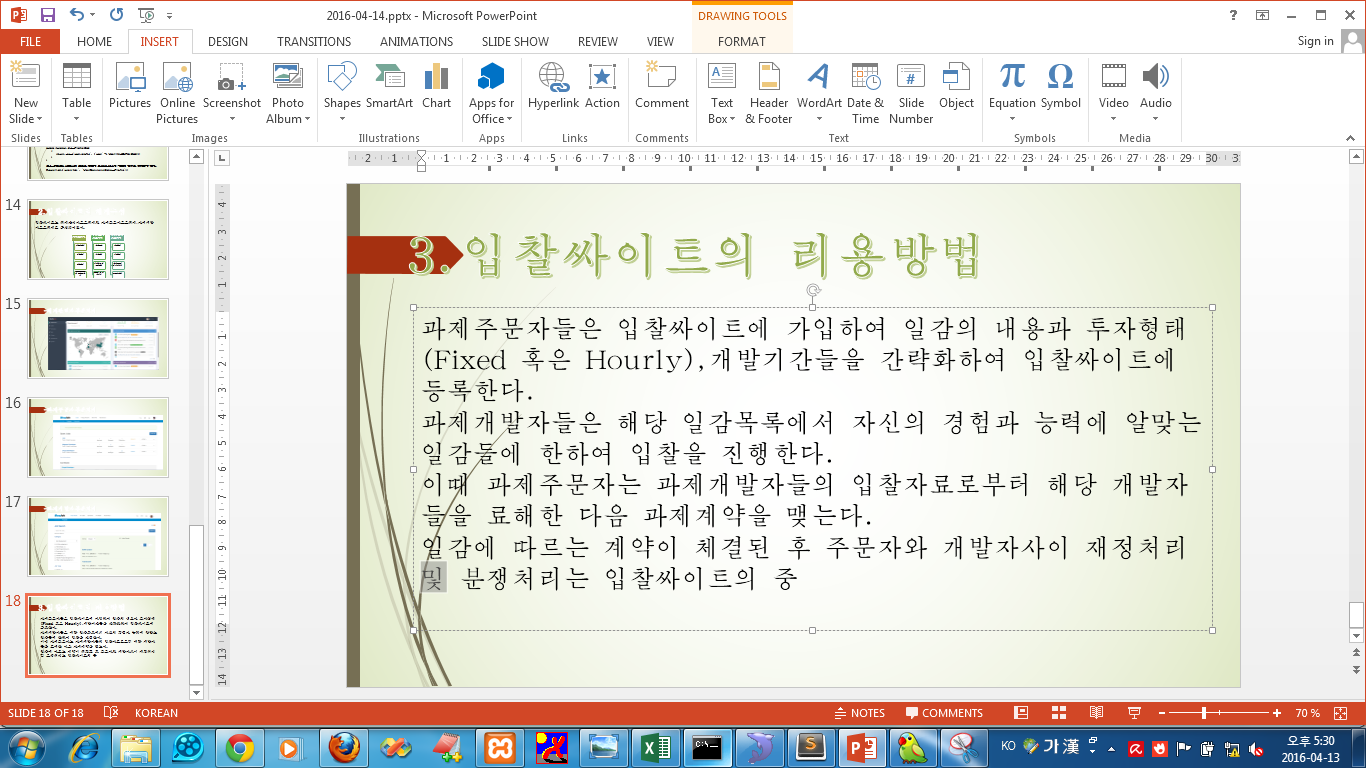 2016-04-14.pptx - Microsoft PowerPoint
DRAWING TOOLS
FILE HOME INSERT DESIGN TRANSITIONS ANIMATIONS SLIDE SHOW REVIEW VIEW FORMAT
Sign in
New Slide Table Pictures Online Pictures Screenshot Photo Album Shapes SmartArt Chart Apps for Office Hyperlink Action Comment Text Box Header & Footer WordArt Date & Time Slide Number Object Equation Symbol Video Audio
Slides Tables Images Illustrations Apps Links Comments Text Symbols Media
14
15
16
17
18
3.입찰싸이트의 리용방법
과제주문자들은 입찰싸이트에 가입하여 일감의 내용과 투자형태
(Fixed 혹은 Hourly),개발기간들을 간략화하여 입찰싸이트에
등록한다.
과제개발자들은 해당 일감목록에서 자신의 경험과 능력에 알맞는
일감들에 한하여 입찰을 진행한다.
이때 과제주문자는 과제개발자들의 입찰자료로부터 해당 개발자
들을 료해한 다음 과제계약을 맺는다.
일감에 따르는 계약이 체결된 후 주문자와 개발자사이 재정처리
및 분쟁처리는 입찰싸이트의 중
SLIDE 18 OF 18 KOREAN NOTES COMMENTS 70 %
KO 가 漢 오후 5:30
2016-04-13